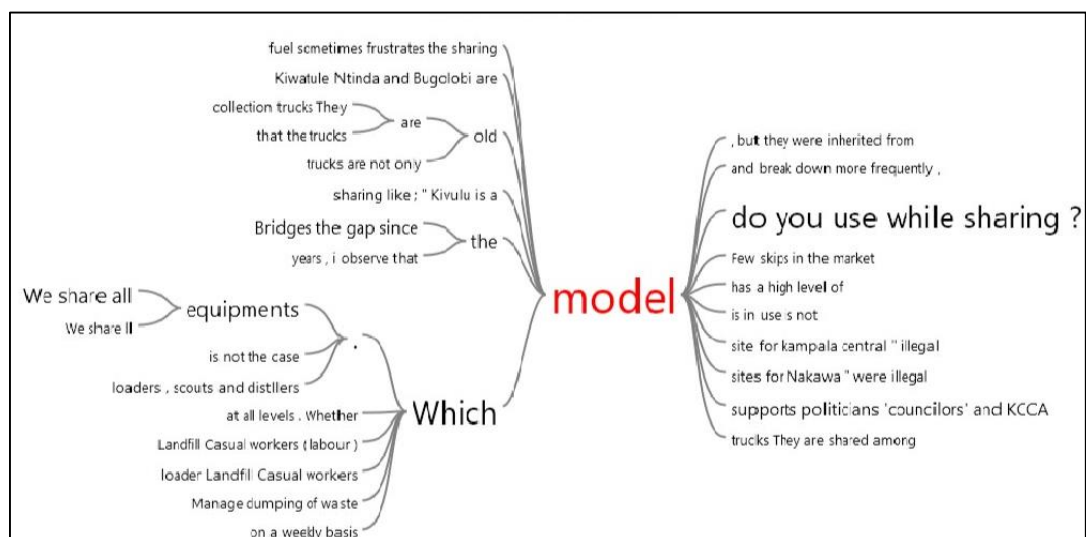 fuel sometimes frustrates the sharing
Kiwatule Ntinda and Bugolobi are
collection trucks They
that the trucks
are
trucks are not only
old
sharing like ; " Kivulu is a
Bridges the gap since
years , i observe that
the
We share all
We share ll
equipments
is not the case
loaders , scouts and distllers
.
at all levels . Whether
Landfill Casual workers ( labour )
loader Landfill Casual workers
Manage dumping of waste
on a weekly basis
Which
model
, but they were inherited from
and break down more frequently ,
do you use while sharing ?
Few skips in the market
has a high level of
is in use s not
site for kampala central " illegal
sites for Nakawa " were illegal
supports politicians 'councilors' and KCCA
trucks They are shared among